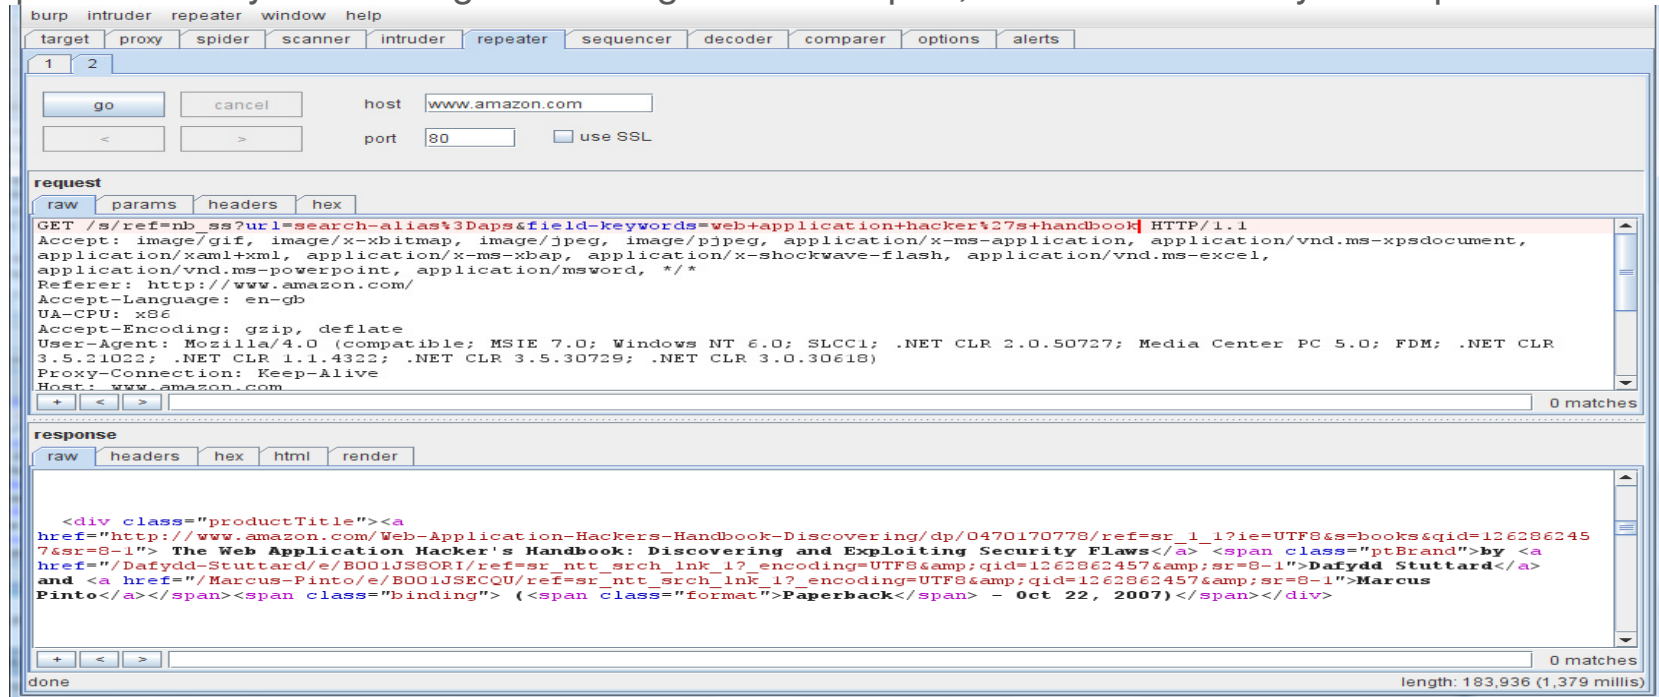 burp intruder repeater window help
target proxy spider scanner intruder repeater sequencer decoder comparer options alerts
1 2
go cancel host www.amazon.com
< > port 80 use SSL
request
raw params headers hex
GET /s/ref=nb_ss?url=search-alias%3Daps&field-keywords=web+application+hacker%27s+handbook HTTP/1.1
Accept: image/gif, image/x-xbitmap, image/jpeg, image/pjpeg, application/x-ms-application, application/vnd.ms-xpsdocument,
application/xaml+xml, application/x-ms-xbap, application/x-shockwave-flash, application/vnd.ms-excel,
application/vnd.ms-powerpoint, application/msword, */*
Referer: http://www.amazon.com/
Accept-Language: en-gb
UA-CPU: x86
Accept-Encoding: gzip, deflate
User-Agent: Mozilla/4.0 (compatible; MSIE 7.0; Windows NT 6.0; SLCC1; .NET CLR 2.0.50727; Media Center PC 5.0; FDM; .NET CLR
3.5.21022; .NET CLR 1.1.4322; .NET CLR 3.5.30729; .NET CLR 3.0.30618)
Proxy-Connection: Keep-Alive
Host: www.amazon.com
+ < > 0 matches
response
raw headers hex html render
<div class="productTitle"><a
href="http://www.amazon.com/Web-Application-Hackers-Handbook-Discovering/dp/0470170778/ref=sr_1_1?ie=UTF8&s=books&qid=126286245
7&sr=8-1"> The Web Application Hacker's Handbook: Discovering and Exploiting Security Flaws</a> <span class="ptBrand">by <a
href="/Dafydd-Stuttard/e/B001JS8ORI/ref=sr_ntt_srch_lnk_1?_encoding=UTF8&amp;qid=1262862457&amp;sr=8-1">Dafydd Stuttard</a>
and <a href="/Marcus-Pinto/e/B001JSECQU/ref=sr_ntt_srch_lnk_1?_encoding=UTF8&amp;qid=1262862457&amp;sr=8-1">Marcus
Pinto</a></span><span class="binding"> (<span class="format">Paperback</span> - Oct 22, 2007)</span></div>
+ < > 0 matches
done length: 183,936 (1,379 millis)